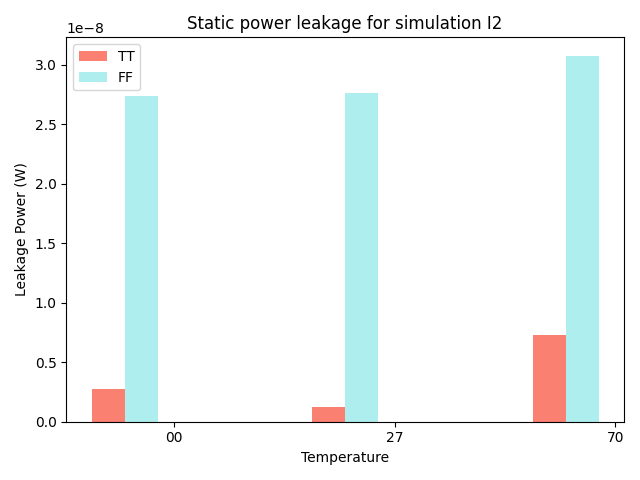 Static power leakage for simulation I2
1e−8
TT
FF
3.0
2.5
2.0
1.5
1.0
0.5
0.0
Leakage Power (W)
00
27
70
Temperature